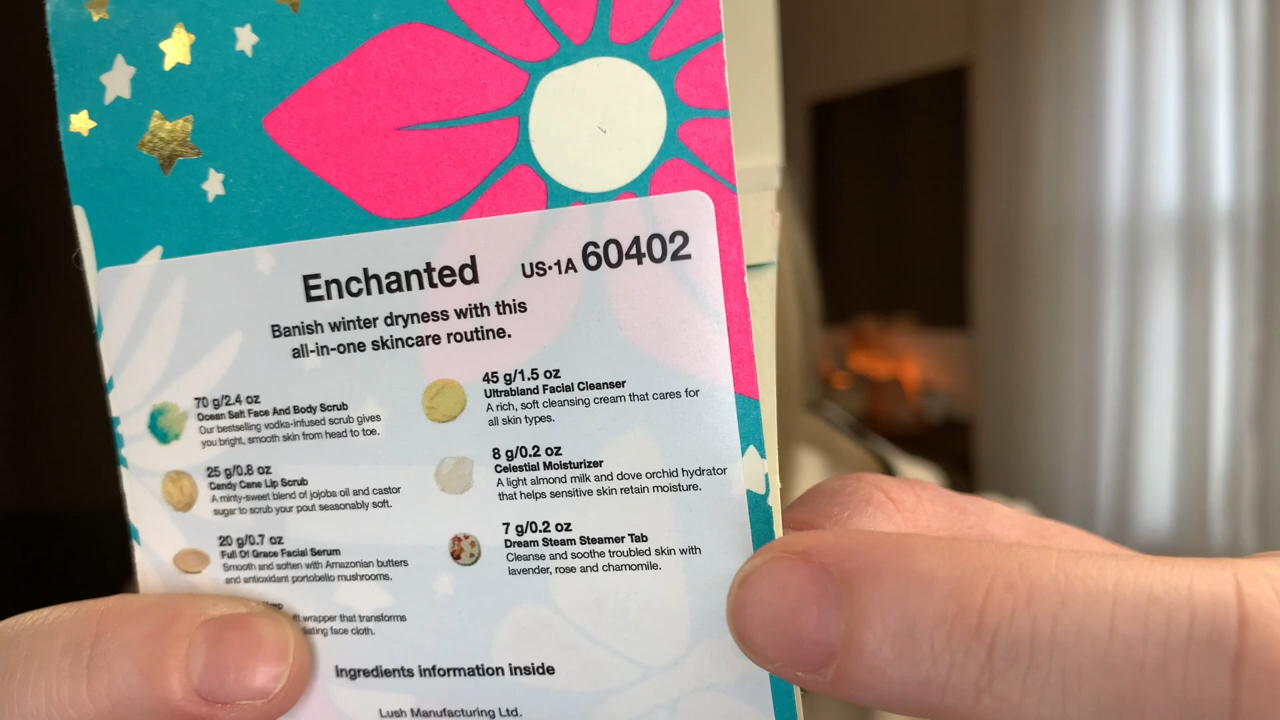 Enchanted US•1A 60402
Banish winter dryness with this
all-in-one skincare routine.
70 g/2.4 oz
Ocean Salt Face And Body Scrub
Our bestselling vodka-infused scrub gives
you bright, smooth skin from head to toe.
25 g/0.8 oz
Candy Cane Lip Scrub
A minty-sweet blend of jojoba oil and castor
sugar to scrub your pout seasonably soft.
20 g/0.7 oz
Full Of Grace Facial Serum
Smooth and soften with Amazonian butters
and antioxidant portobello mushrooms.
wrapper that transforms
face cloth.
45 g/1.5 oz
Ultrabland Facial Cleanser
A rich, soft cleansing cream that cares for
all skin types.
8 g/0.2 oz
Celestial Moisturizer
A light almond milk and dove orchid hydrator
that helps sensitive skin retain moisture.
7 g/0.2 oz
Dream Steam Steamer Tab
Cleanse and soothe troubled skin with
lavender, rose and chamomile.
Ingredients information inside
Lush Manufacturing Ltd.